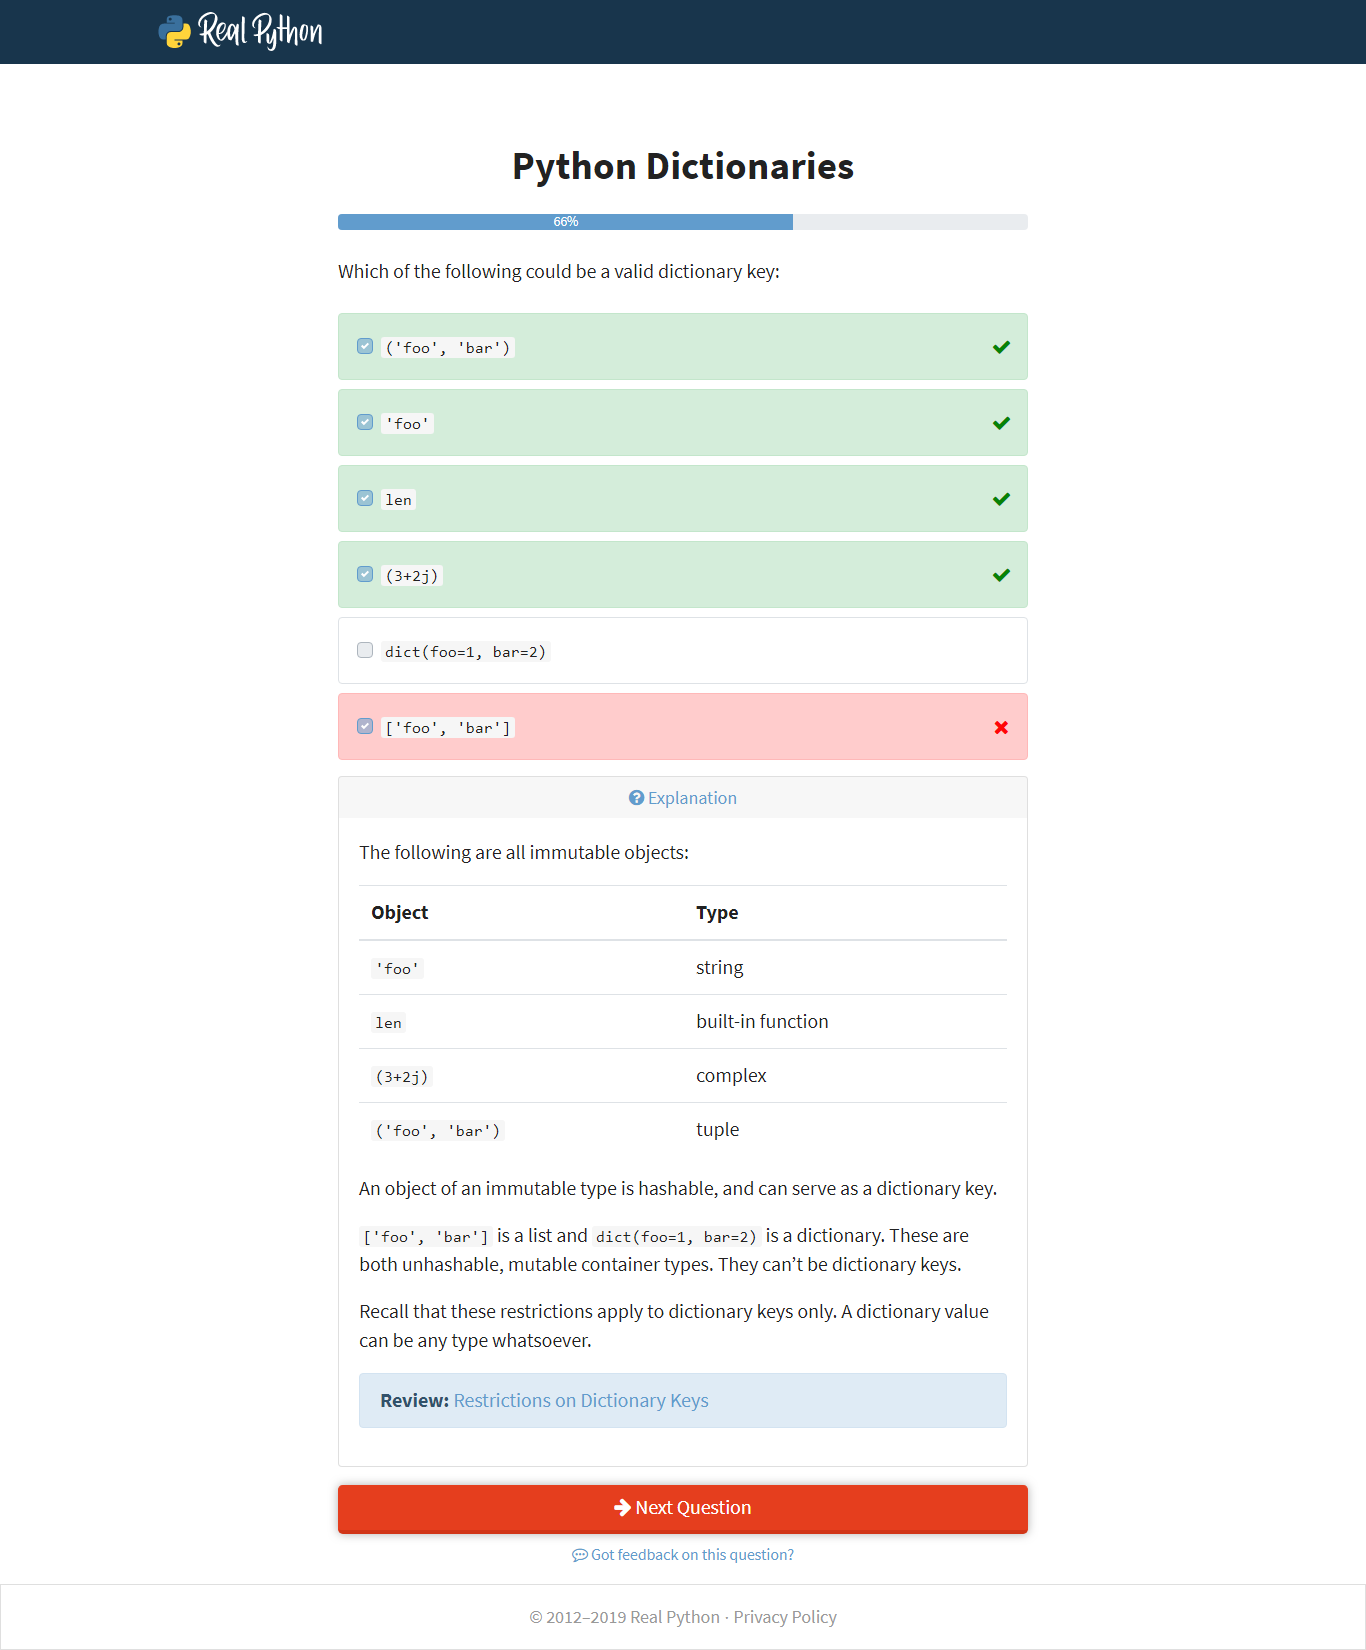 Real Python
Python Dictionaries
66%
Which of the following could be a valid dictionary key:
('foo', 'bar')
'foo'
len
(3+2j)
dict(foo=1, bar=2)
['foo', 'bar']
Explanation
The following are all immutable objects:
Object Type
'foo' string
len built-in function
(3+2j) complex
('foo', 'bar') tuple
An object of an immutable type is hashable, and can serve as a dictionary key.
['foo', 'bar'] is a list and dict(foo=1, bar=2) is a dictionary. These are
both unhashable, mutable container types. They can’t be dictionary keys.
Recall that these restrictions apply to dictionary keys only. A dictionary value
can be any type whatsoever.
Review: Restrictions on Dictionary Keys
Next Question
Got feedback on this question?
© 2012–2019 Real Python · Privacy Policy